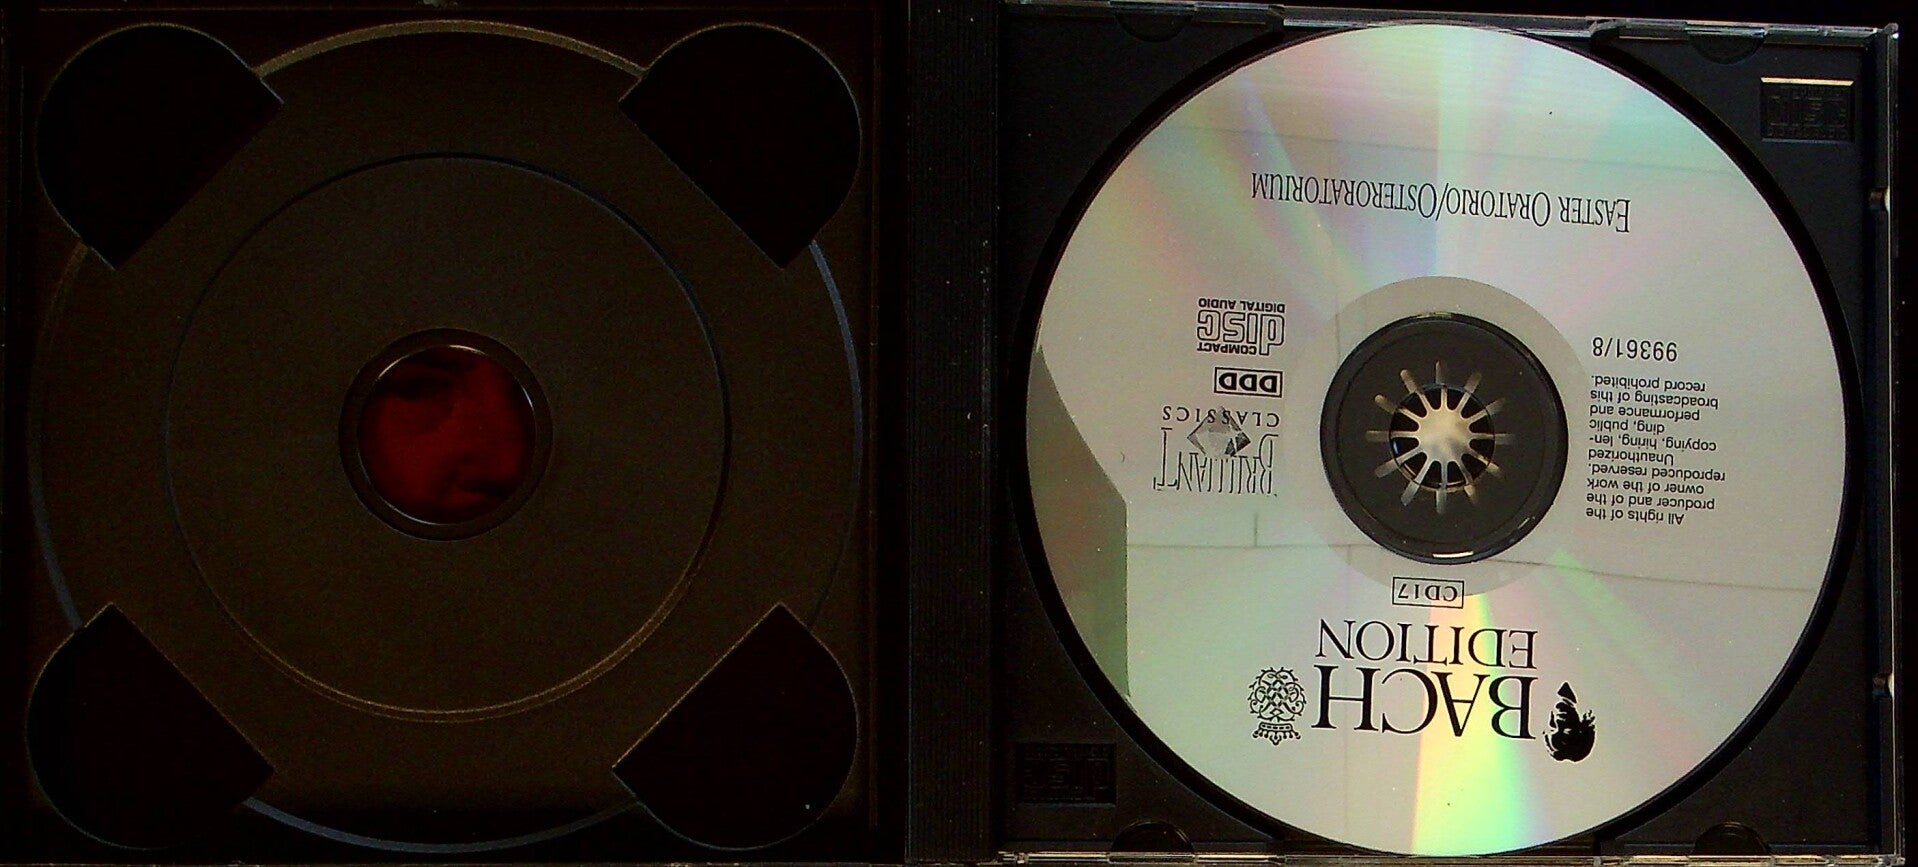 BACH
EDITION
CD17
All rights of the
producer and of the
owner of the work
reproduced reserved.
Unauthorized
copying, hiring, len-
ding, public
performance and
broadcasting of this
record prohibited.
99361/8
BRILLIANT
CLASSICS
DDD
COMPACT
disc
DIGITAL AUDIO
EASTER ORATORIO/OSTERORATORIUM